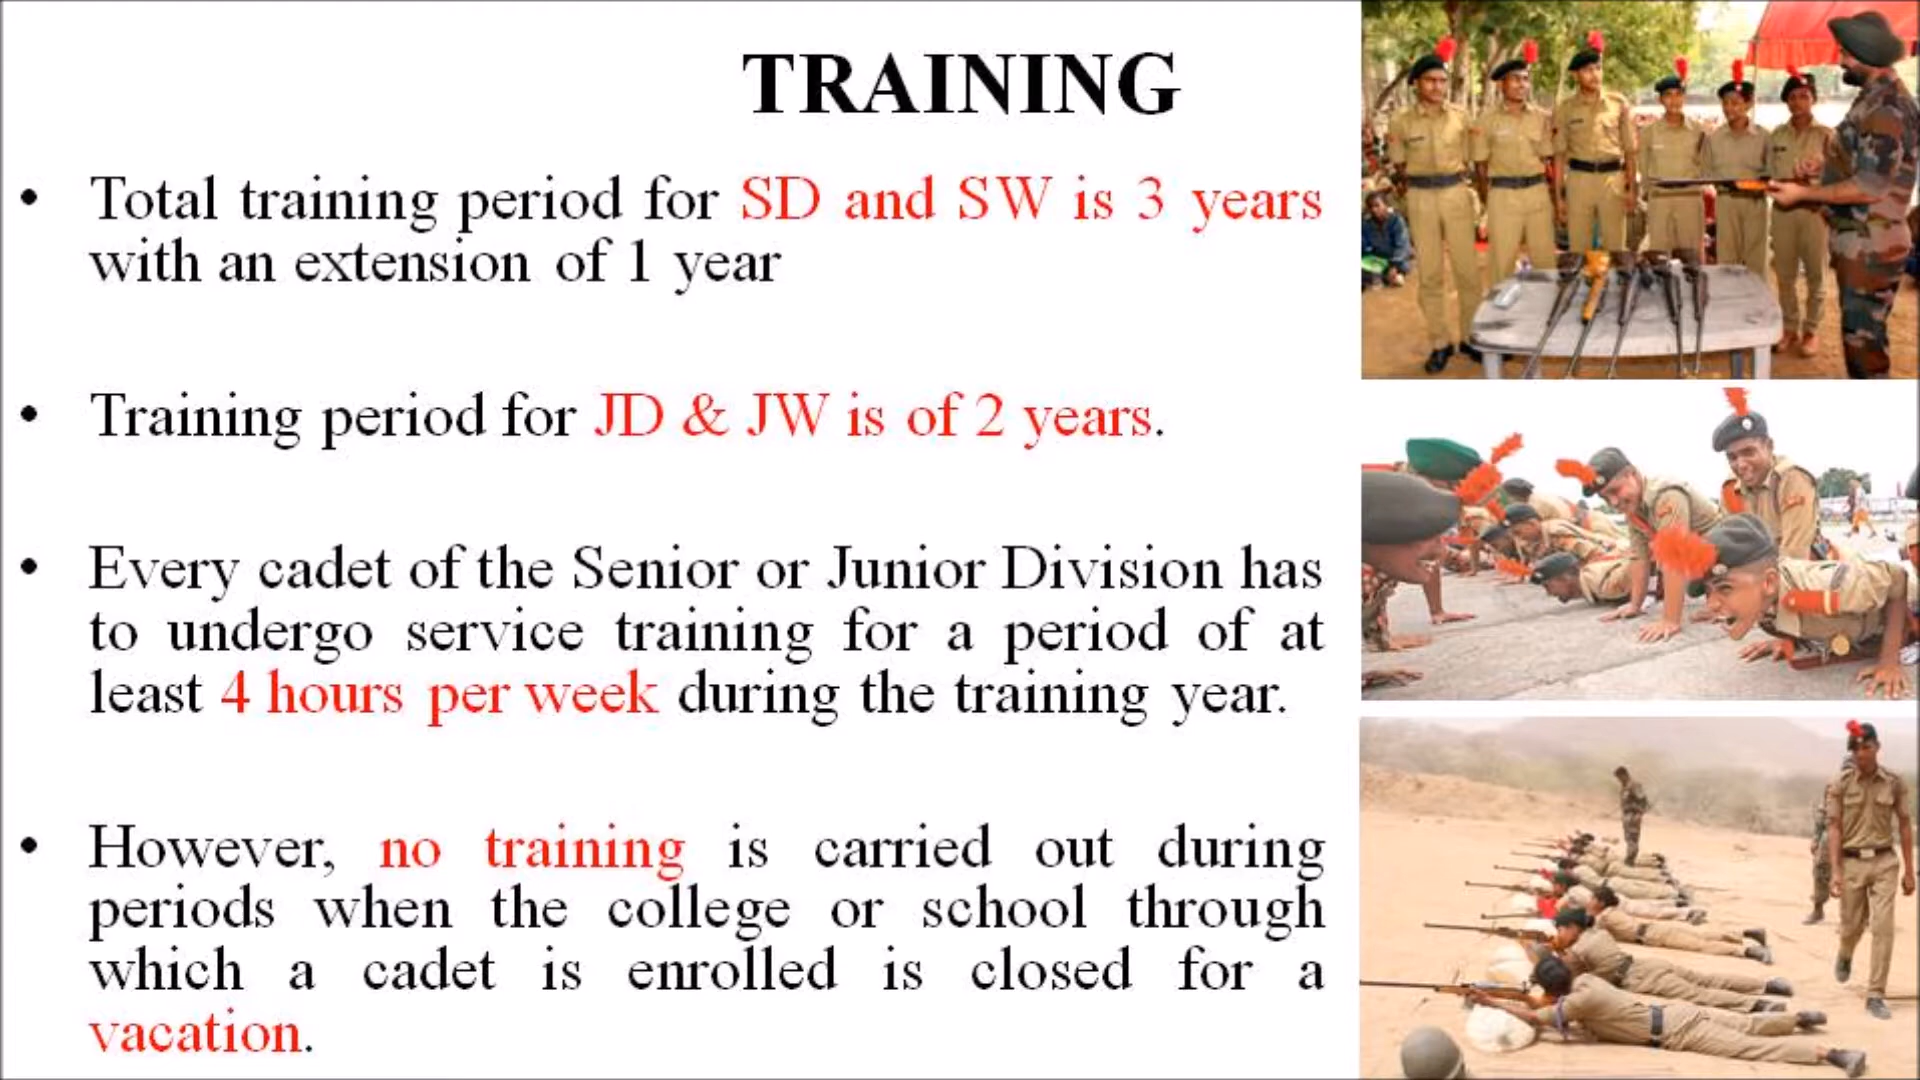 TRAINING
• Total training period for SD and SW is 3 years
with an extension of 1 year
• Training period for JD & JW is of 2 years.
• Every cadet of the Senior or Junior Division has
to undergo service training for a period of at
least 4 hours per week during the training year.
• However, no training is carried out during
periods when the college or school through
which a cadet is enrolled is closed for a
vacation.